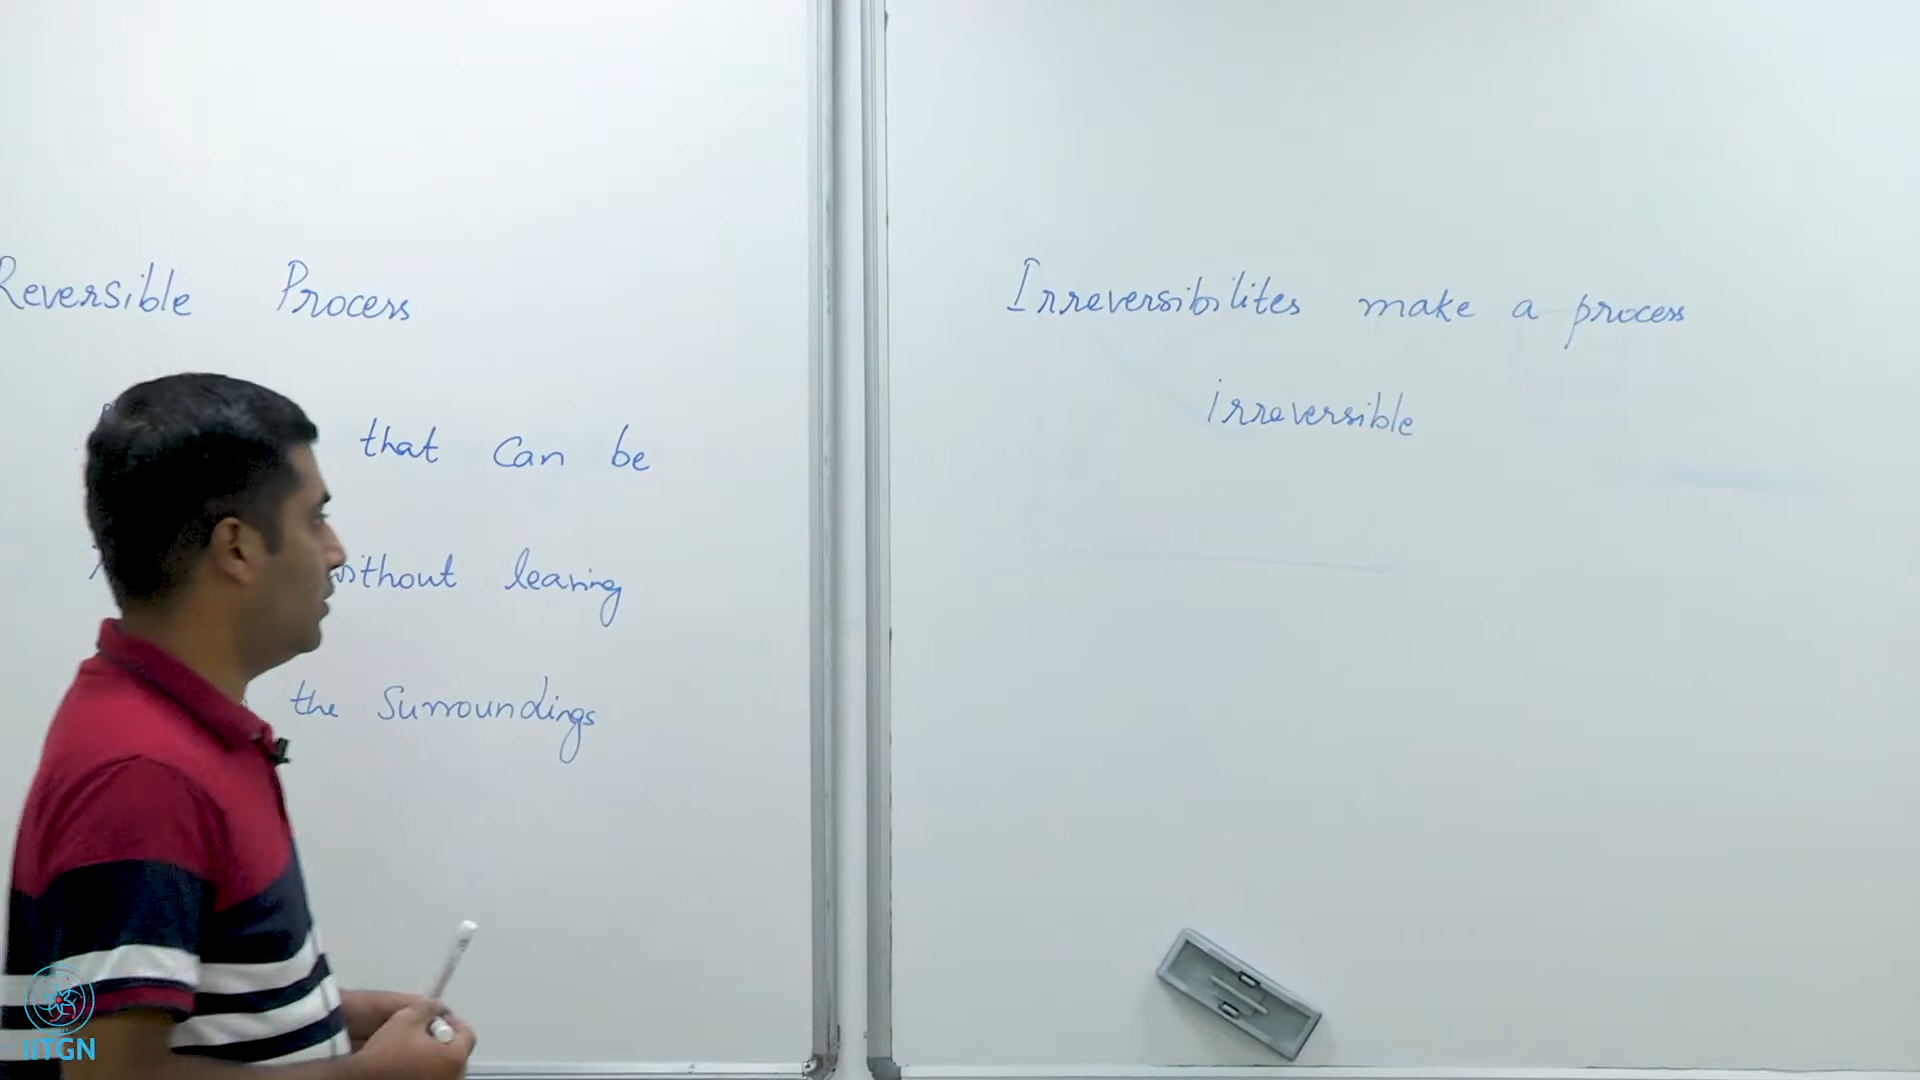 Reversible Process
that can be
without leaving
the surroundings
Irreversibilites make a process
irreversible
IITGN